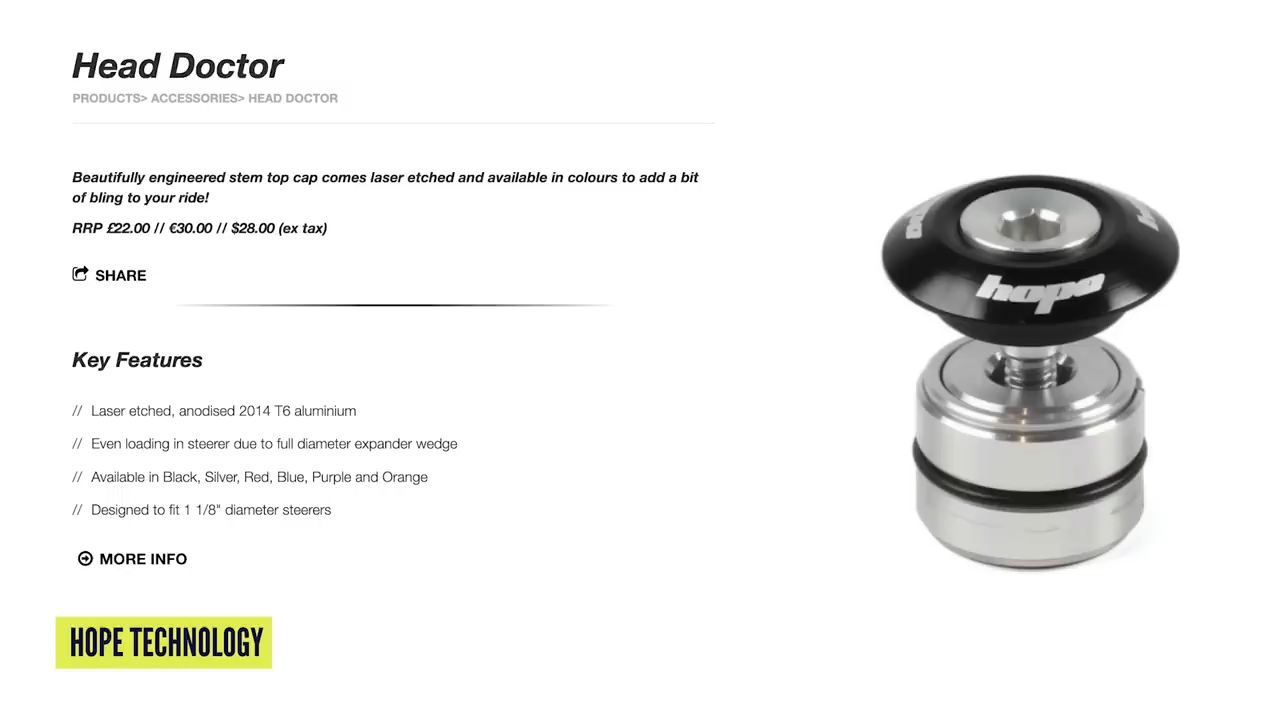 Head Doctor
PRODUCTS> ACCESSORIES> HEAD DOCTOR
Beautifully engineered stem top cap comes laser etched and available in colours to add a bit
of bling to your ride!
RRP £22.00 // €30.00 // $28.00 (ex tax)
SHARE
Key Features
// Laser etched, anodised 2014 T6 aluminium
// Even loading in steerer due to full diameter expander wedge
// Available in Black, Silver, Red, Blue, Purple and Orange
// Designed to fit 1 1/8" diameter steerers
MORE INFO
HOPE TECHNOLOGY
hope